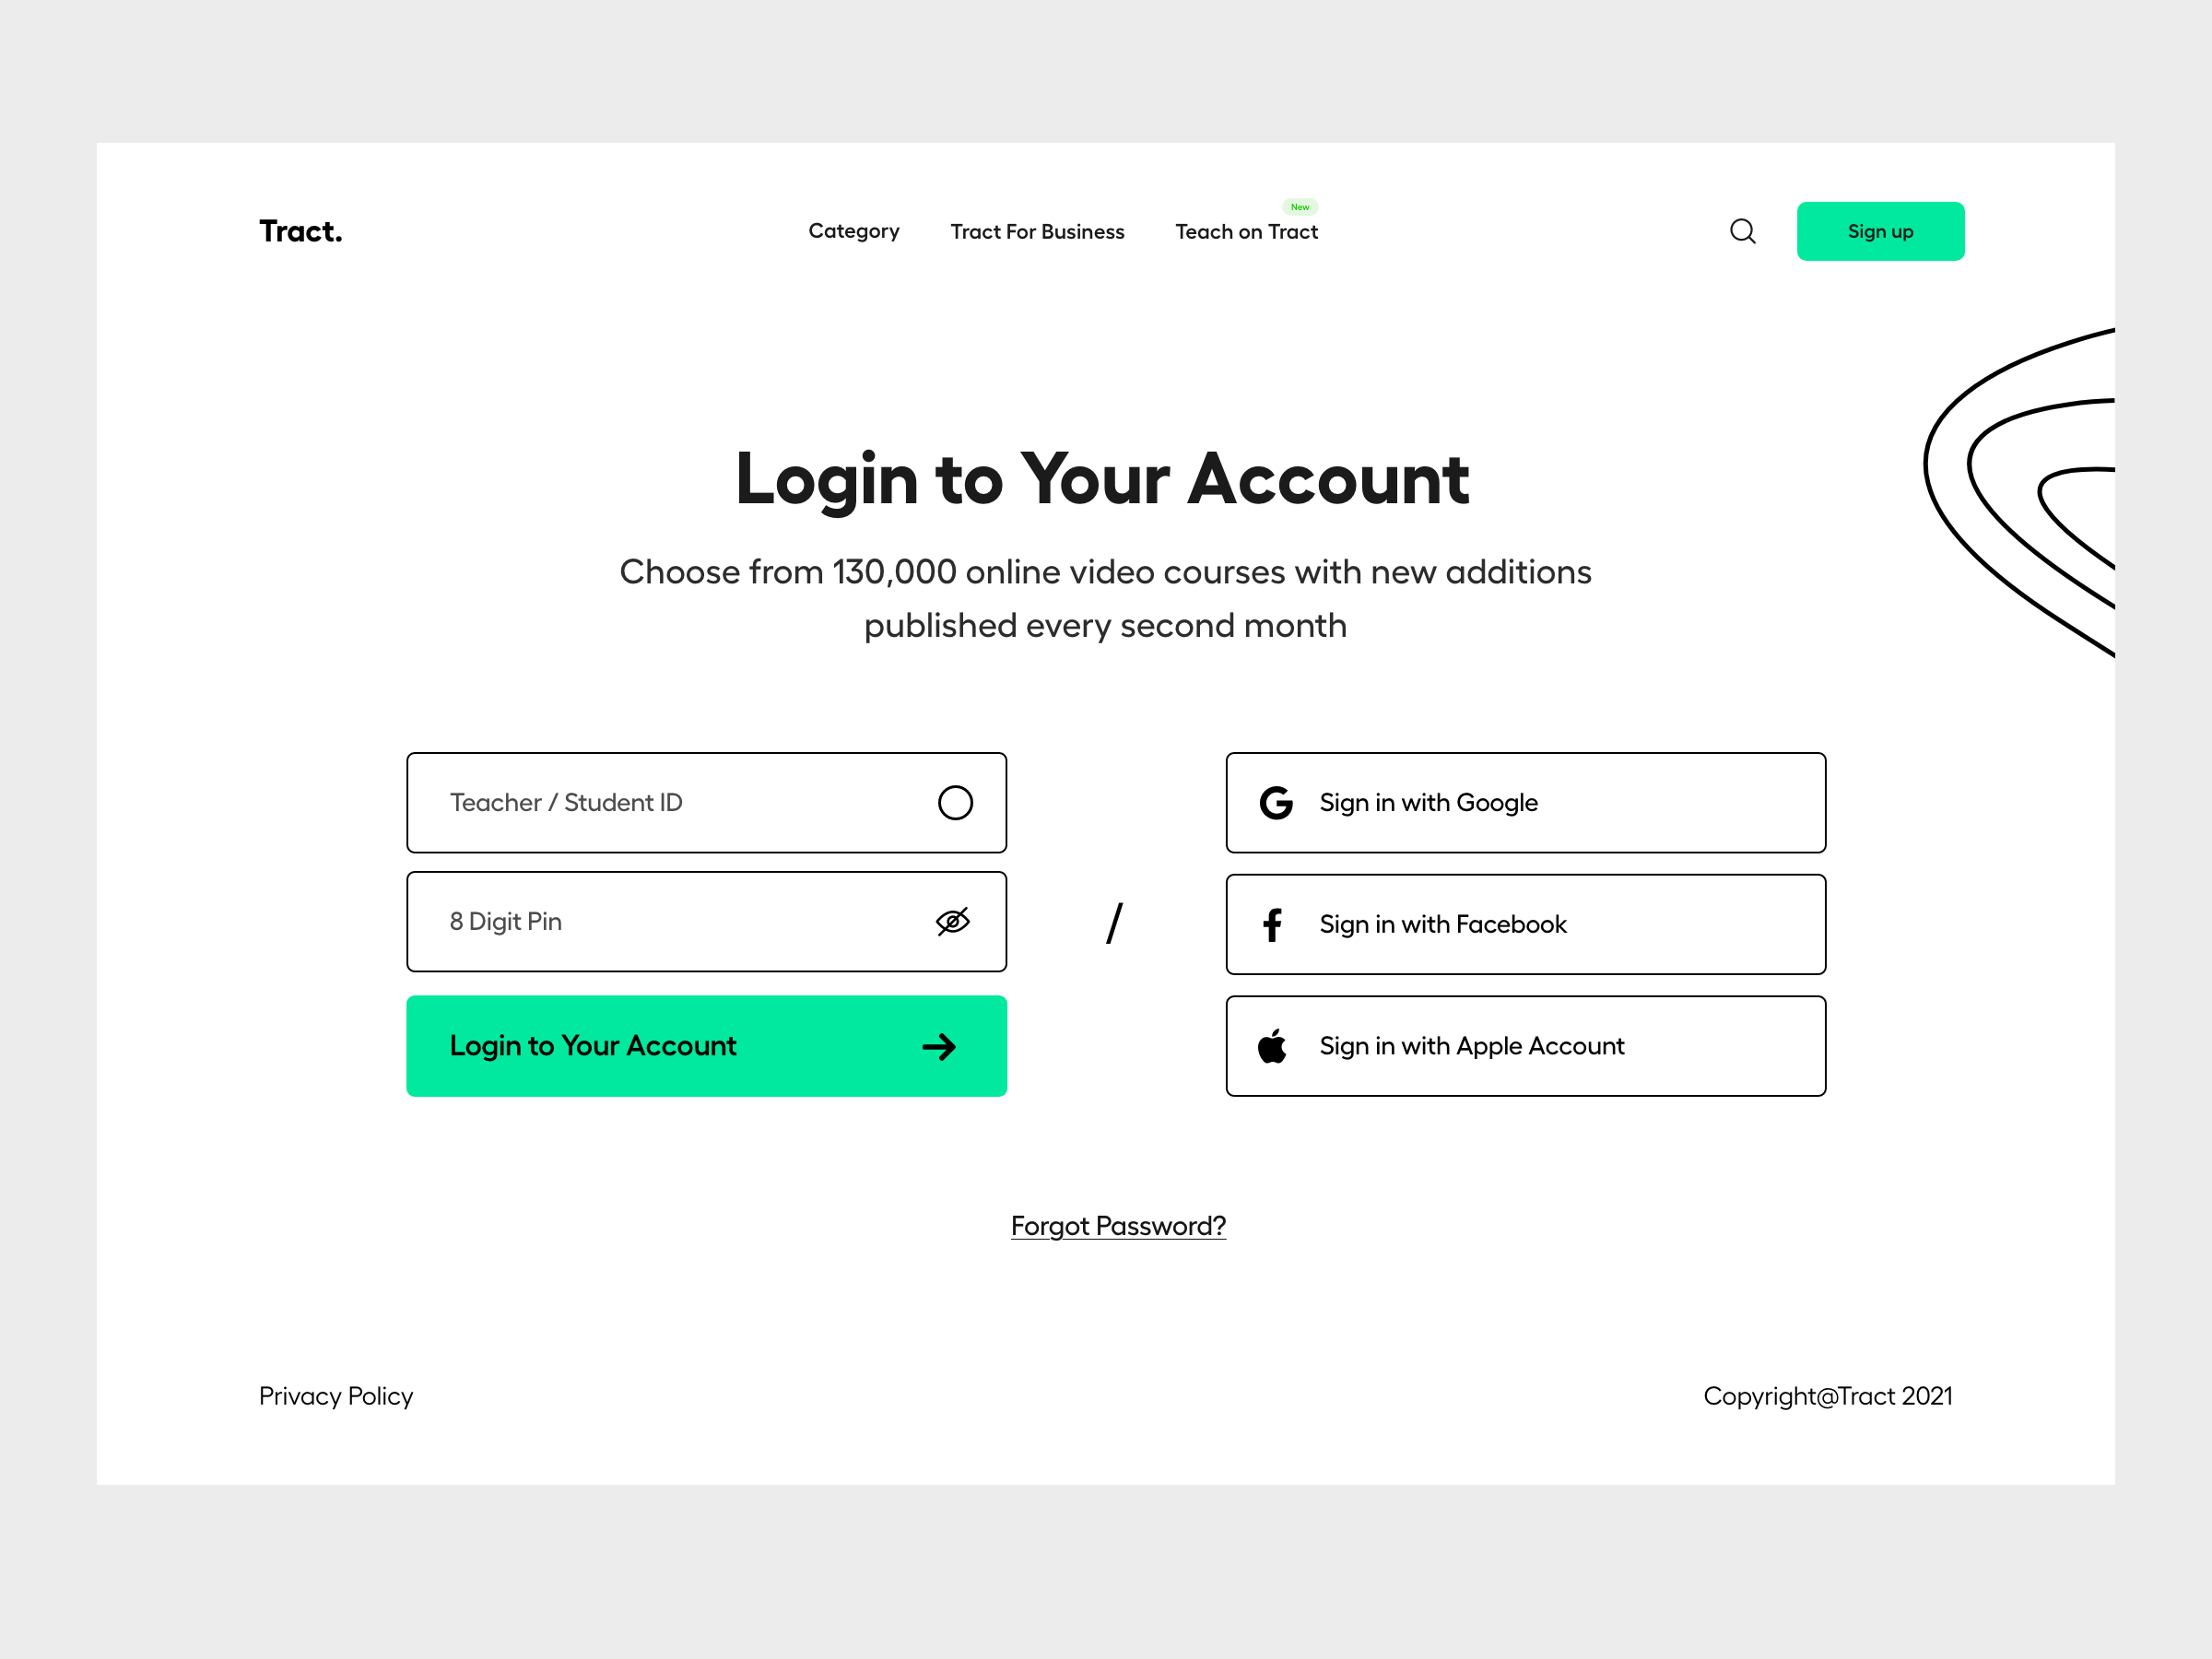 Tract.
Category
Tract For Business
Teach on Tract
New
Sign up
Login to Your Account
Choose from 130,000 online video courses with new additions
published every second month
Teacher / Student ID
8 Digit Pin
Login to Your Account
/
Sign in with Google
Sign in with Facebook
Sign in with Apple Account
Forgot Password?
Privacy Policy
Copyright@Tract 2021